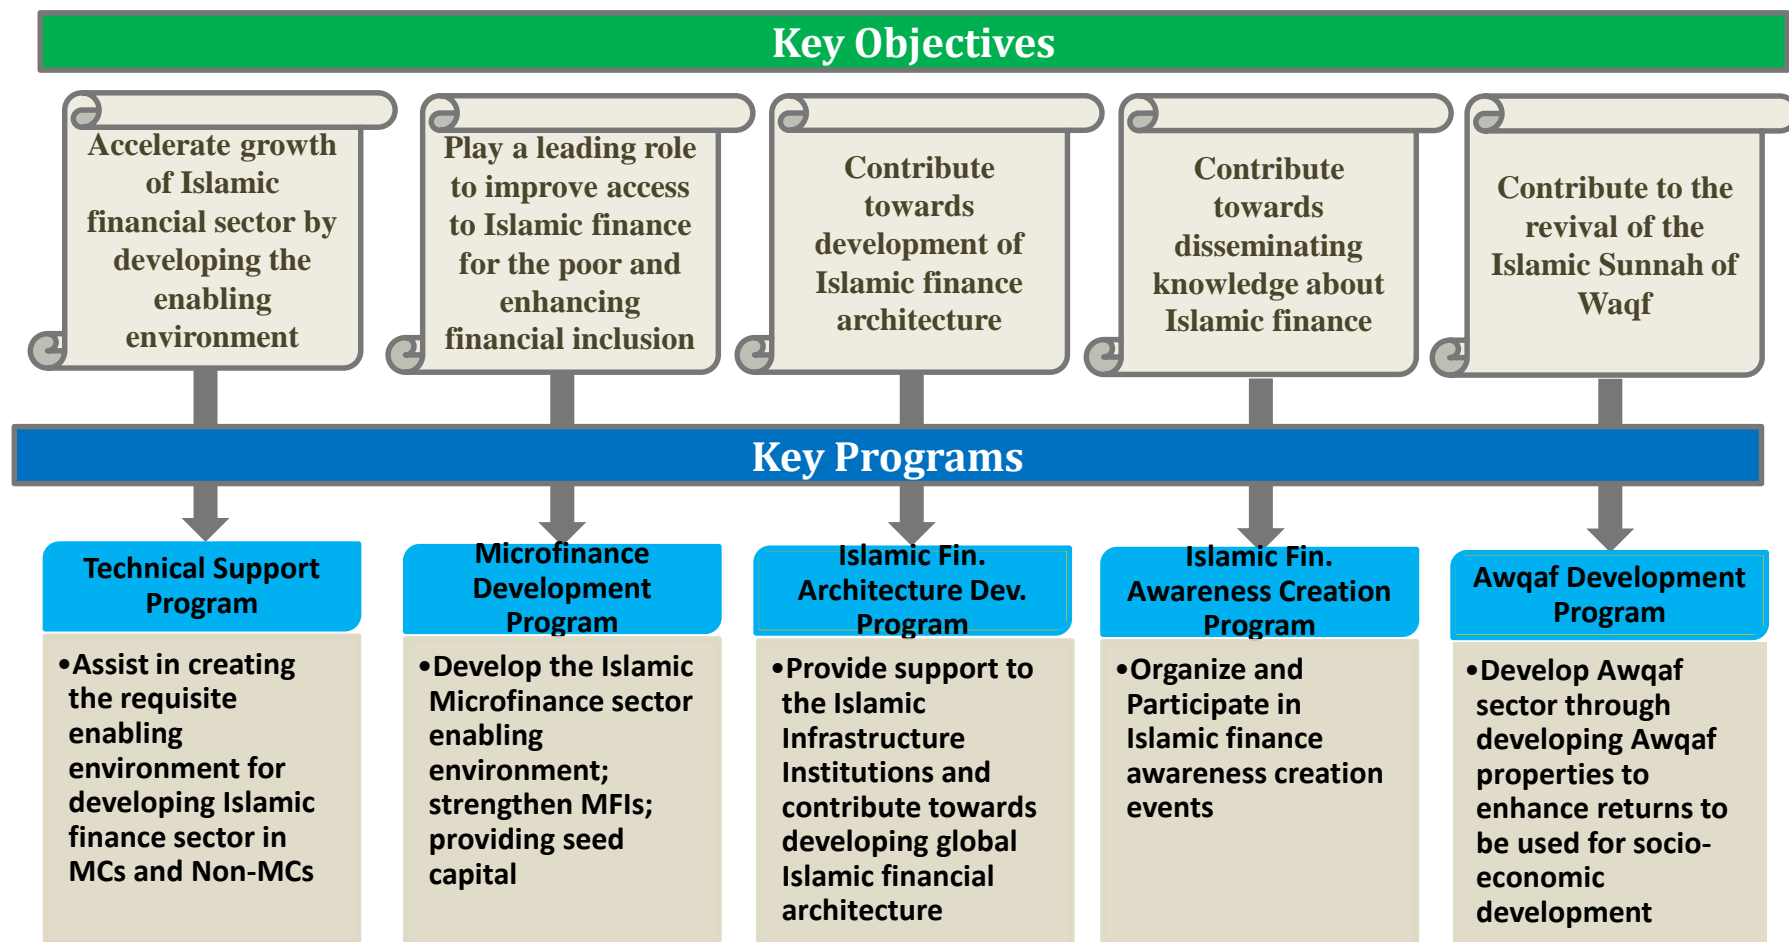 Key Objectives
Accelerate growth
of Islamic
financial sector by
developing the
enabling
environment
Play a leading role
to improve access
to Islamic finance
for the poor and
enhancing
financial inclusion
Contribute
towards
development of
Islamic finance
architecture
Contribute
towards
disseminating
knowledge about
Islamic finance
Contribute to the
revival of the
Islamic Sunnah of
Waqf
Key Programs
Technical Support
Program
•Assist in creating
the requisite
enabling
environment for
developing Islamic
finance sector in
MCs and Non-MCs
Microfinance
Development
Program
•Develop the Islamic
Microfinance sector
enabling
environment;
strengthen MFIs;
providing seed
capital
Islamic Fin.
Architecture Dev.
Program
•Provide support to
the Islamic
Infrastructure
Institutions and
contribute towards
developing global
Islamic financial
architecture
Islamic Fin.
Awareness Creation
Program
•Organize and
Participate in
Islamic finance
awareness creation
events
Awqaf Development
Program
•Develop Awqaf
sector through
developing Awqaf
properties to
enhance returns to
be used for socio-
economic
development